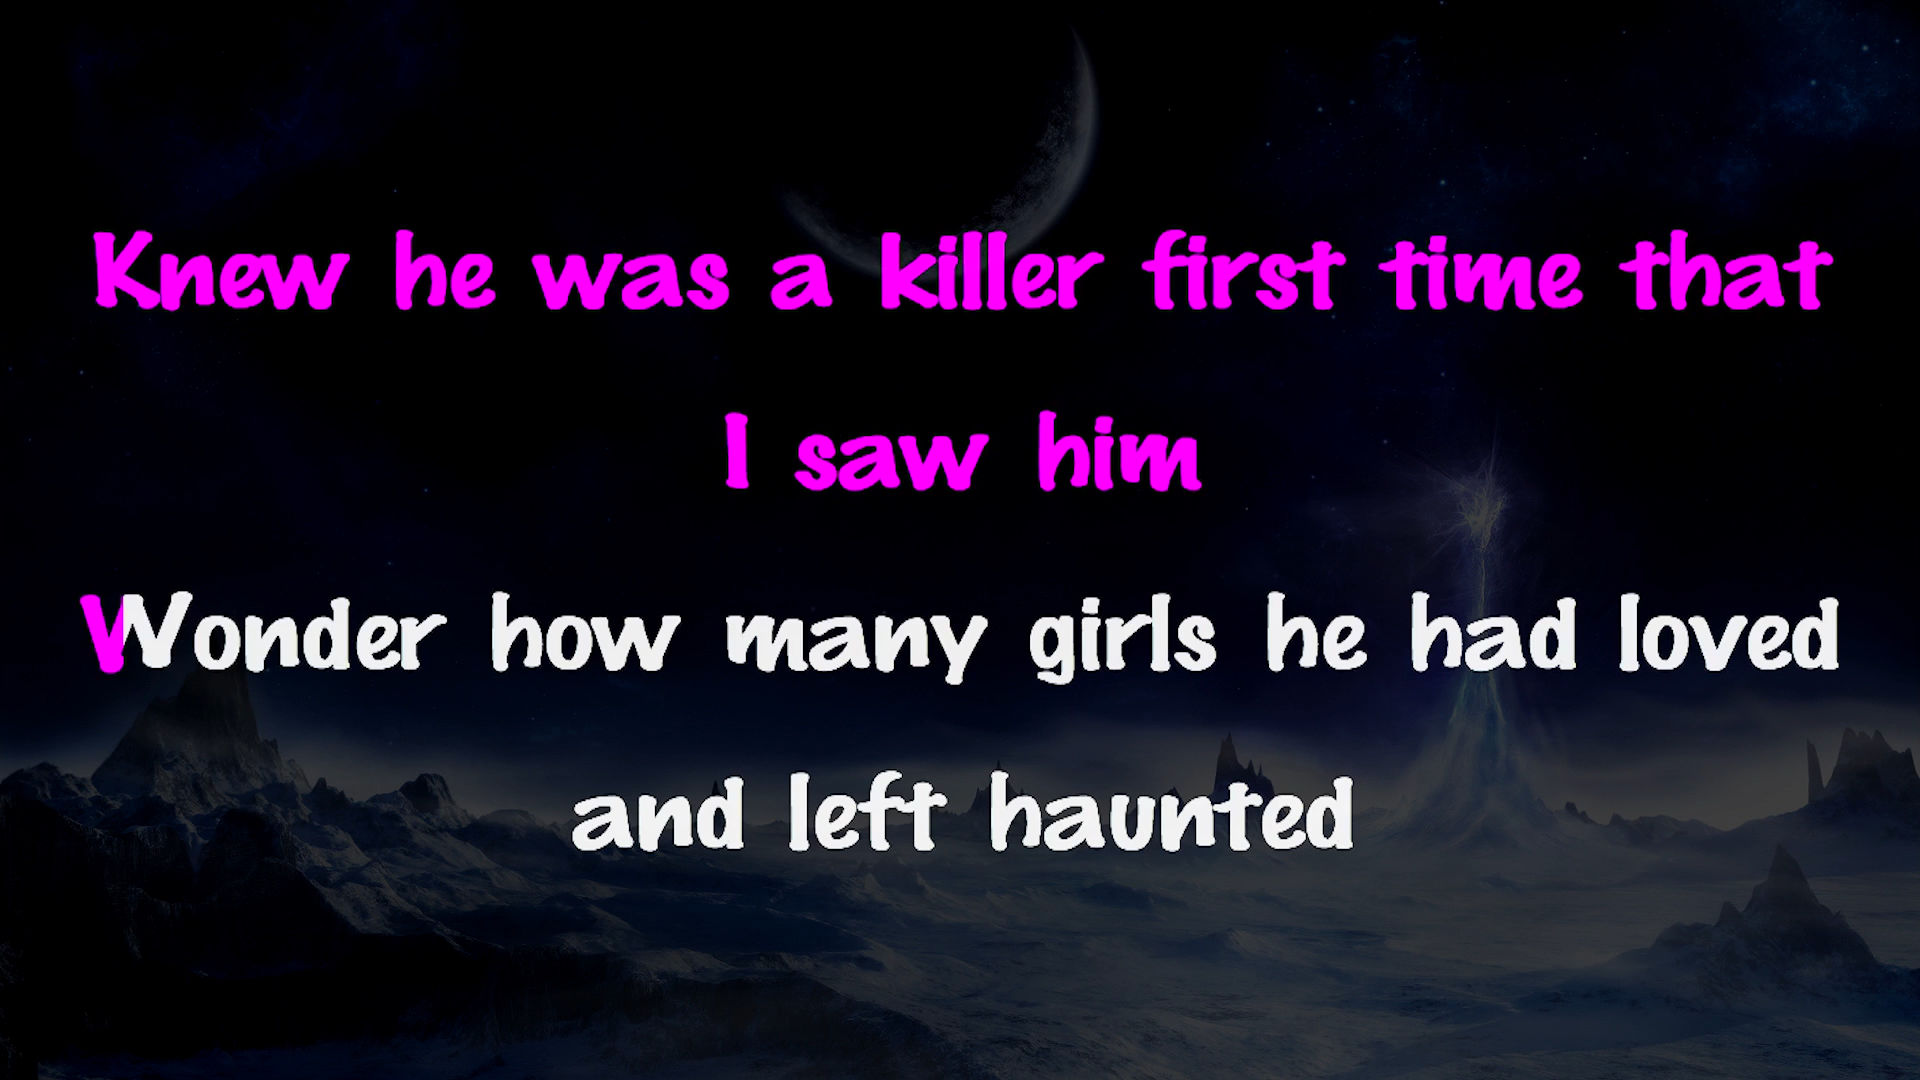 Knew he was a killer first time that
I saw him
Wonder how many girls he had loved
and left haunted